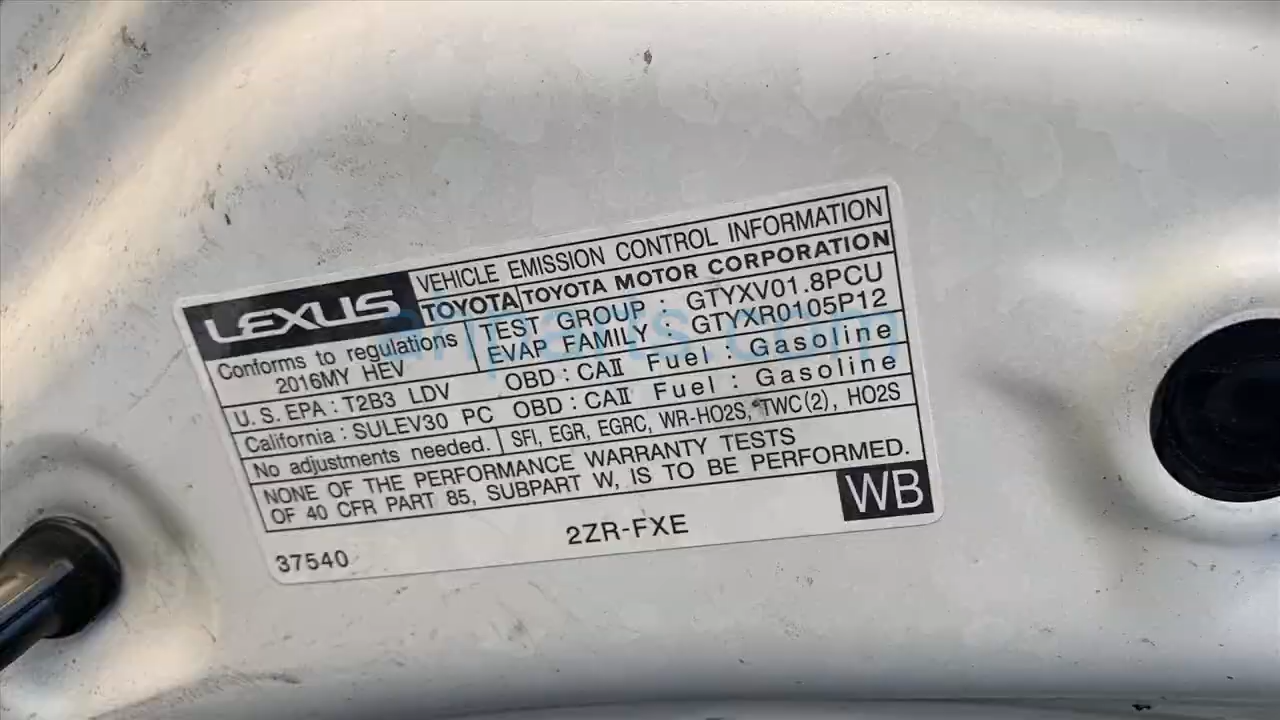 LEXUS
VEHICLE EMISSION CONTROL INFORMATION
TOYOTA TOYOTA MOTOR CORPORATION
Conforms to regulations
2016MY HEV
TEST GROUP : GTYXV01.8PCU
EVAP FAMILY : GTYXR0105P12
U.S. EPA : T2B3 LDV OBD : CAII Fuel : Gasoline
California : SULEV30 PC OBD : CAII Fuel : Gasoline
No adjustments needed. SFI, EGR, EGRC, WR-HO2S, TWC(2), HO2S
NONE OF THE PERFORMANCE WARRANTY TESTS
OF 40 CFR PART 85, SUBPART W, IS TO BE PERFORMED.
WB
2ZR-FXE
37540